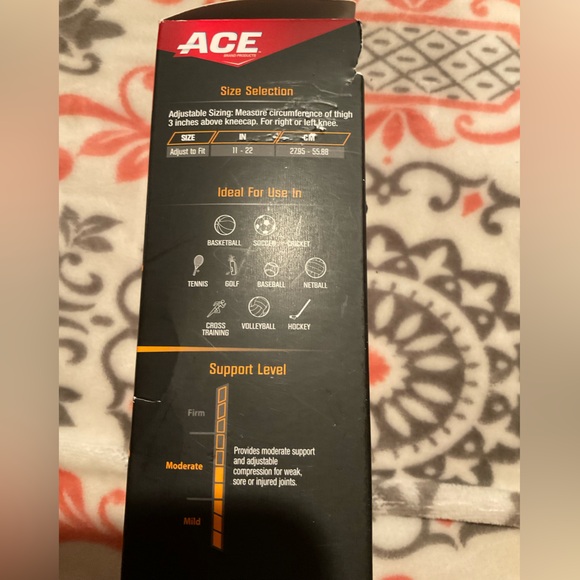 ACE
BRAND PRODUCTS
Size Selection
Adjustable Sizing: Measure circumference of thigh
3 inches above kneecap. For right or left knee.
SIZE IN CM
Adjust to Fit 11 - 22 27.95 - 55.88
Ideal For Use In
BASKETBALL SOCCER CRICKET
TENNIS GOLF BASEBALL NETBALL
CROSS
TRAINING VOLLEYBALL HOCKEY
Support Level
Firm
Moderate
Provides moderate support
and adjustable
compression for weak,
sore or injured joints.
Mild